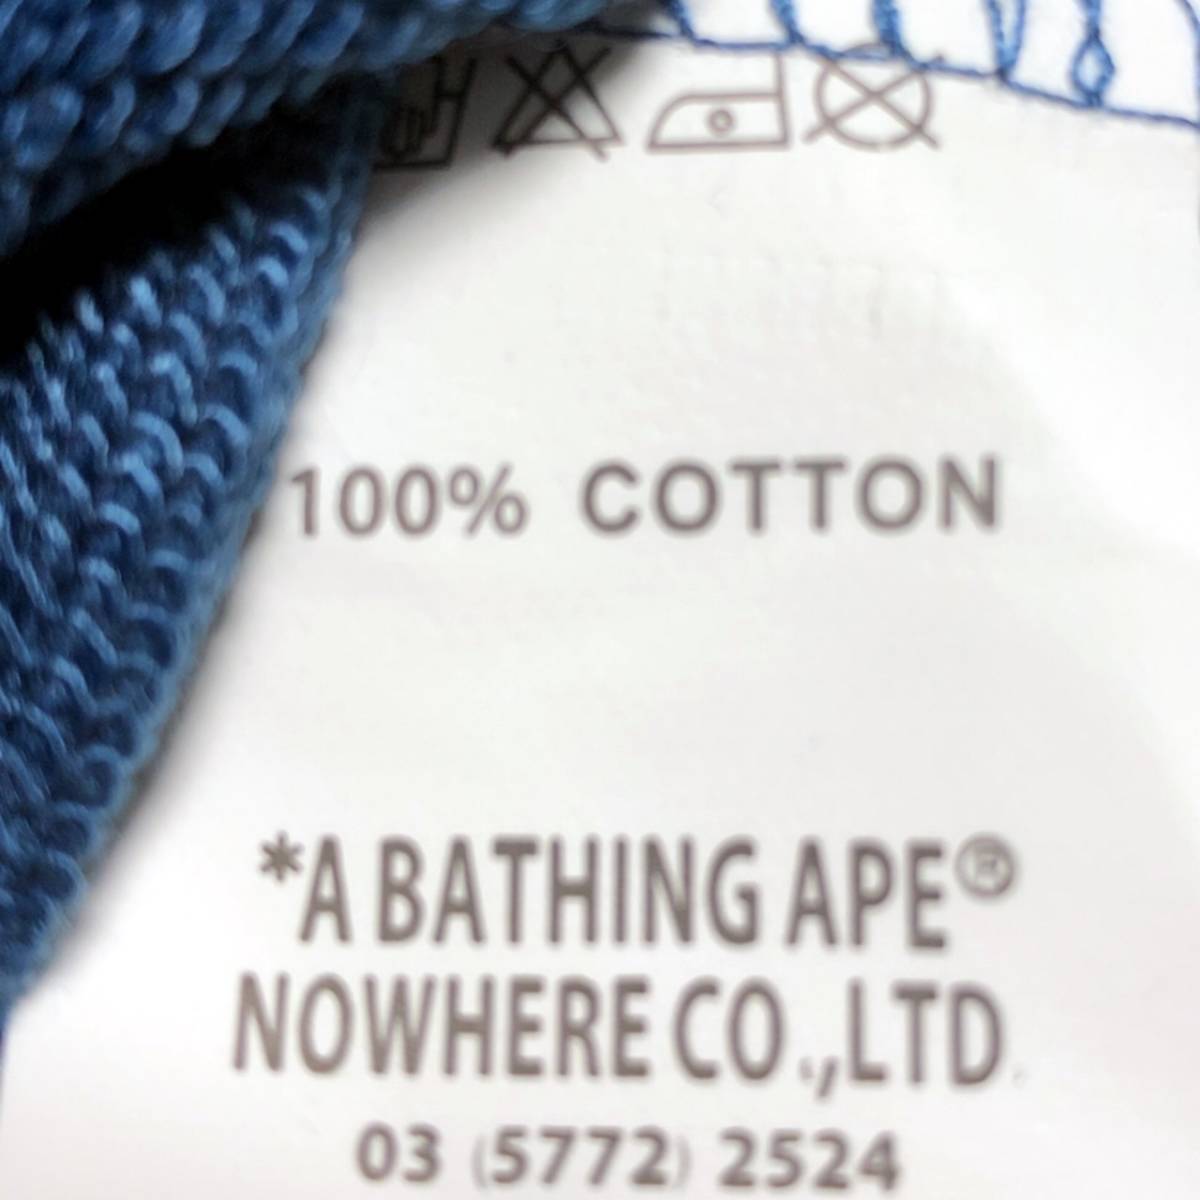 100% COTTON
*A BATHING APE®
NOWHERE CO.,LTD.
03 (5772) 2524